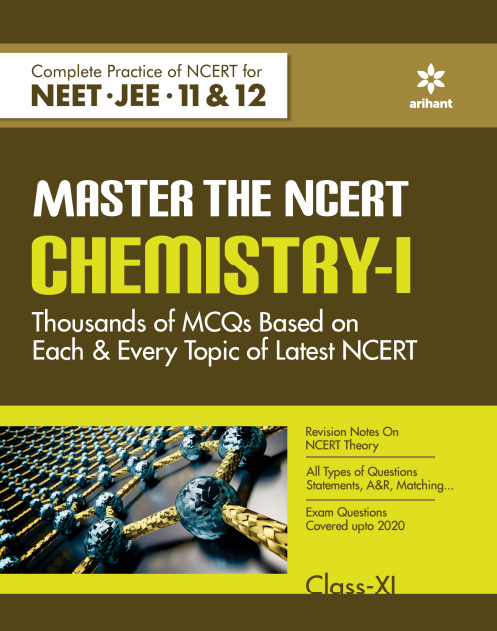 Complete Practice of NCERT for
NEET · JEE · 11 & 12
arihant
MASTER THE NCERT
CHEMISTRY-I
Thousands of MCQs Based on
Each & Every Topic of Latest NCERT
Revision Notes On
NCERT Theory
All Types of Questions
Statements, A&R, Matching...
Exam Questions
Covered upto 2020
Class-XI